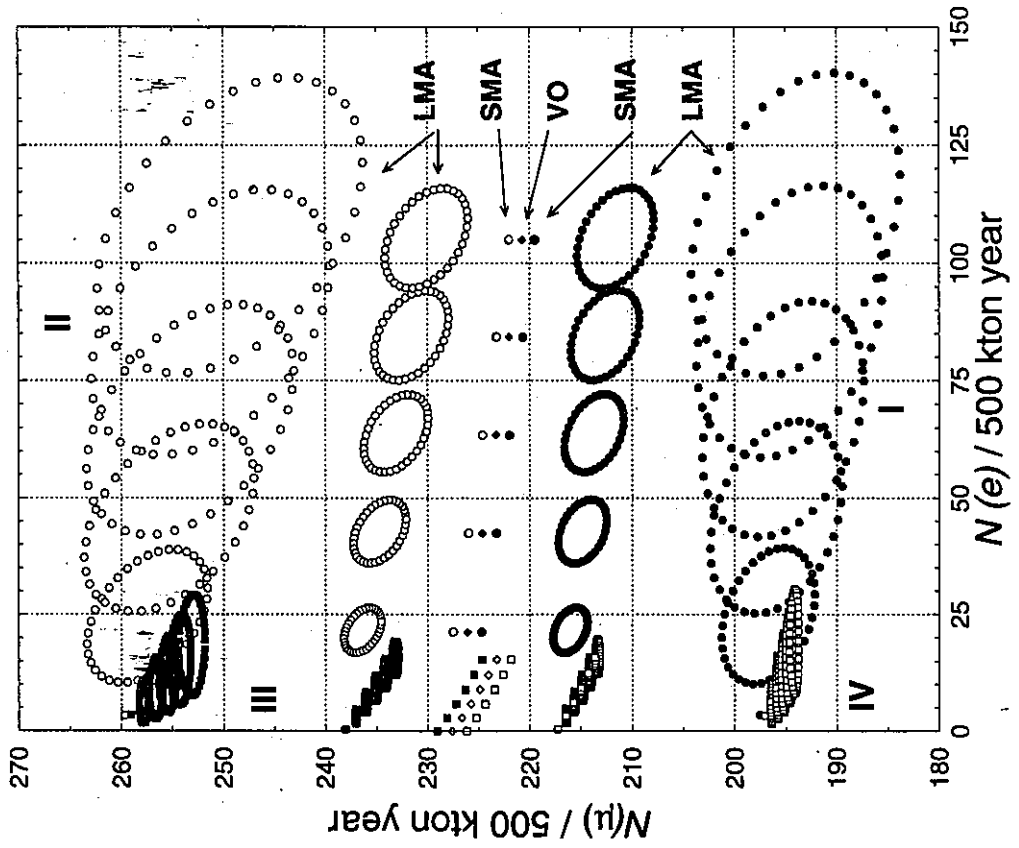 N(μ) / 500 kton year
270
260
250
240
230
220
210
200
190
180
II
III
LMA
SMA
VO
SMA
LMA
IV
I
0
25
50
75
100
125
150
N (e) / 500 kton year